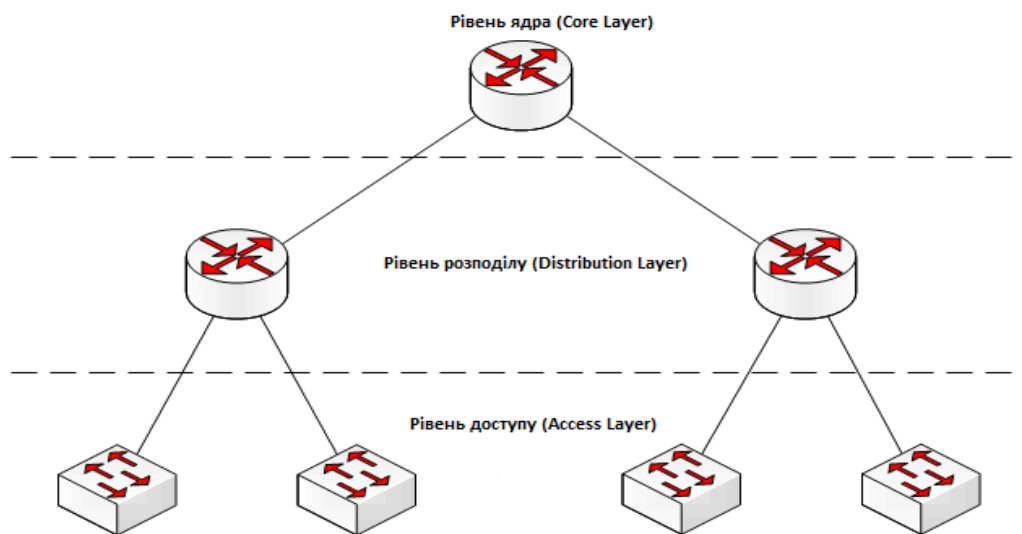 Рівень ядра (Core Layer)
Рівень розподілу (Distribution Layer)
Рівень доступу (Access Layer)